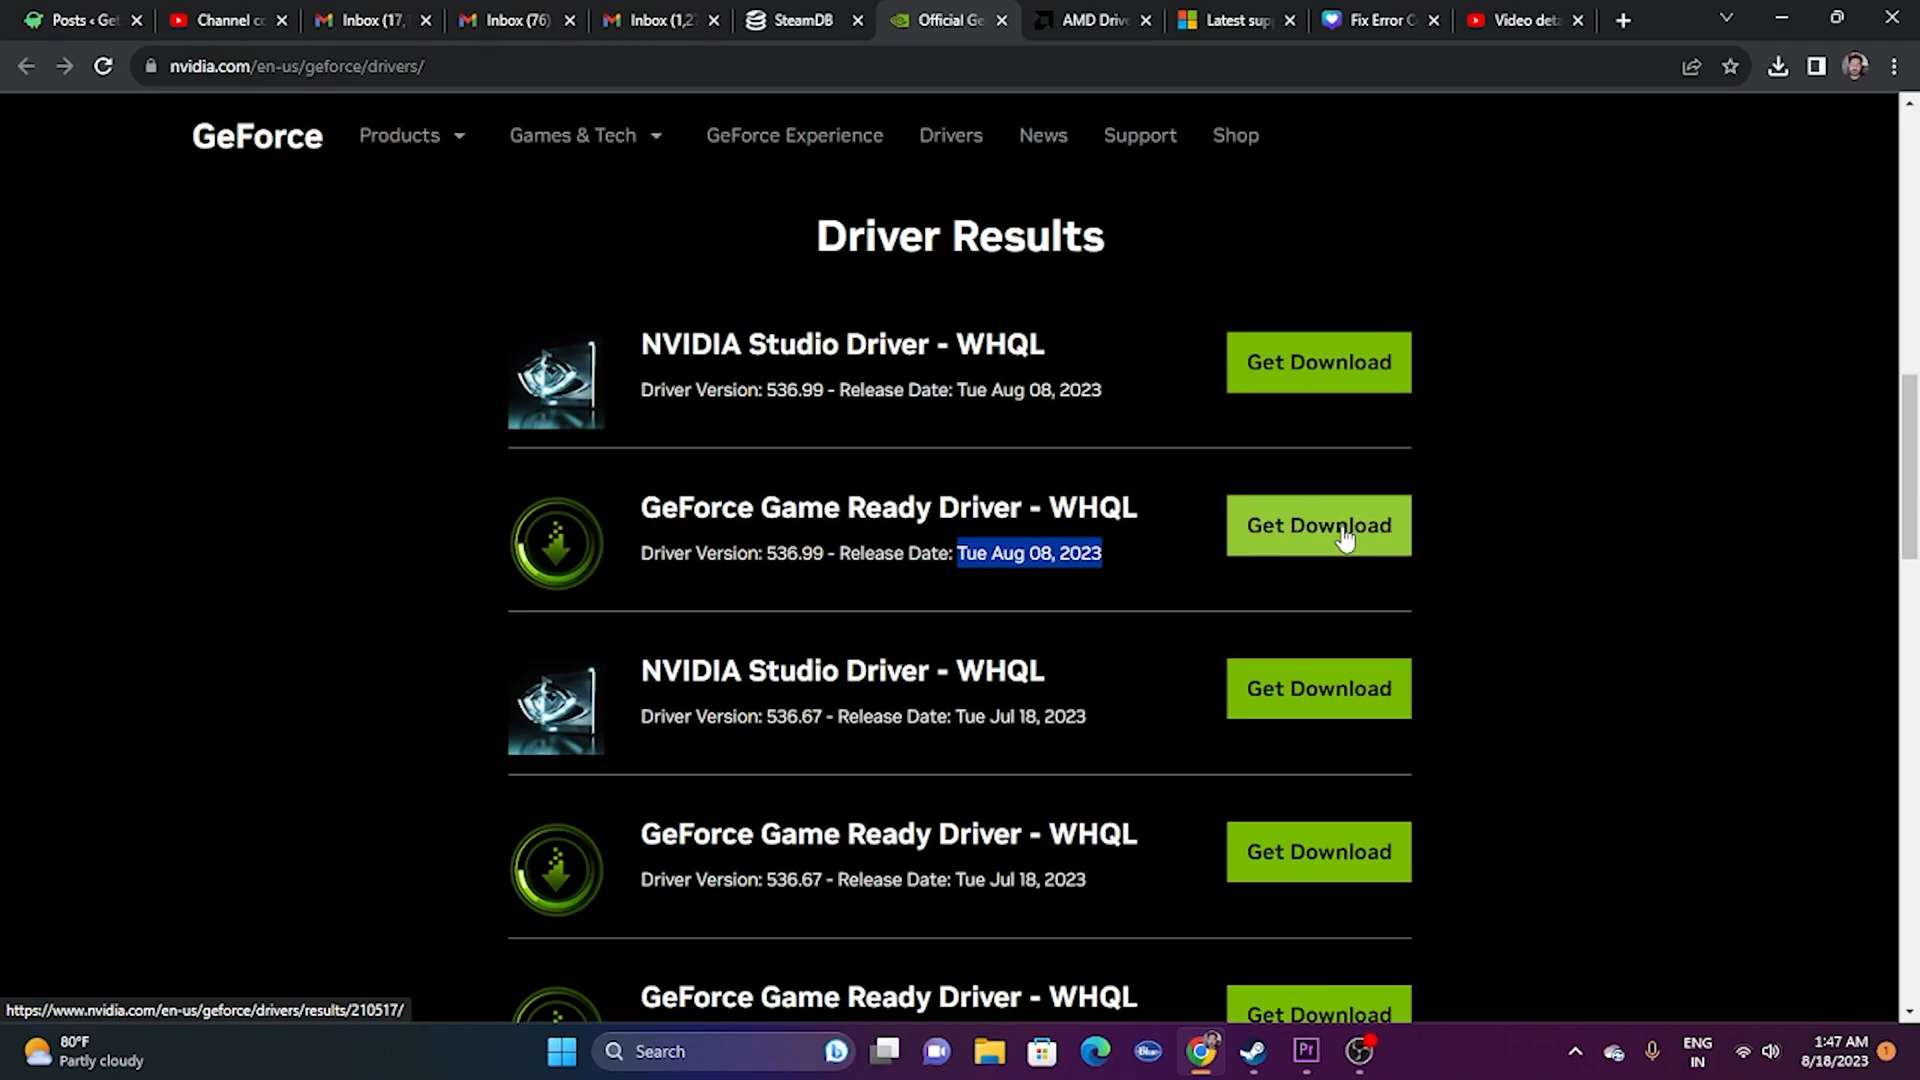 Posts ‹ Get
Channel co
Inbox (17,
Inbox (76)
Inbox (1,2
SteamDB
Official Ge
AMD Drive
Latest sup
Fix Error C
Video deta
nvidia.com/en-us/geforce/drivers/
GeForce
Products
Games & Tech
GeForce Experience
Drivers
News
Support
Shop
Driver Results
NVIDIA Studio Driver - WHQL
Driver Version: 536.99 - Release Date: Tue Aug 08, 2023
Get Download
GeForce Game Ready Driver - WHQL
Driver Version: 536.99 - Release Date: Tue Aug 08, 2023
Get Download
NVIDIA Studio Driver - WHQL
Driver Version: 536.67 - Release Date: Tue Jul 18, 2023
Get Download
GeForce Game Ready Driver - WHQL
Driver Version: 536.67 - Release Date: Tue Jul 18, 2023
Get Download
GeForce Game Ready Driver - WHQL
Get Download
https://www.nvidia.com/en-us/geforce/drivers/results/210517/
80°F
Partly cloudy
Search
Blue
Pr
ENG
IN
1:47 AM
8/18/2023
1